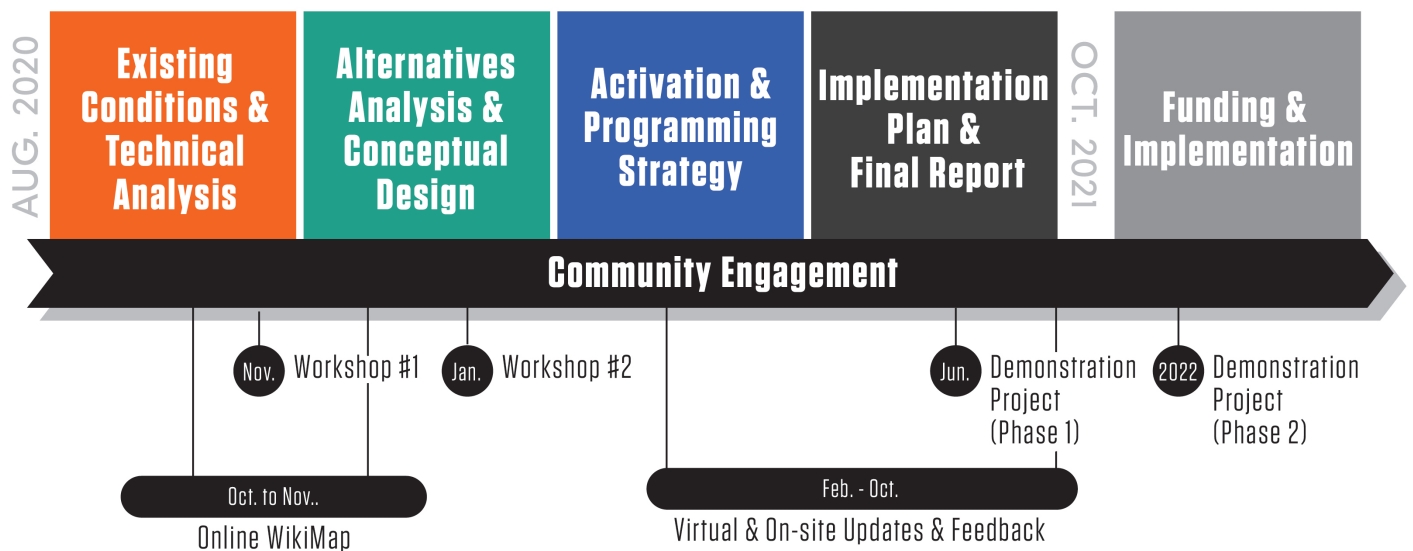 AUG. 2020
Existing
Conditions &
Technical
Analysis
Alternatives
Analysis &
Conceptual
Design
Activation &
Programming
Strategy
Implementation
Plan &
Final Report
OCT. 2021
Funding &
Implementation
Community Engagement
Nov.
Workshop #1
Jan.
Workshop #2
Jun.
Demonstration
Project
(Phase 1)
2022
Demonstration
Project
(Phase 2)
Oct. to Nov..
Online WikiMap
Feb. - Oct.
Virtual & On-site Updates & Feedback